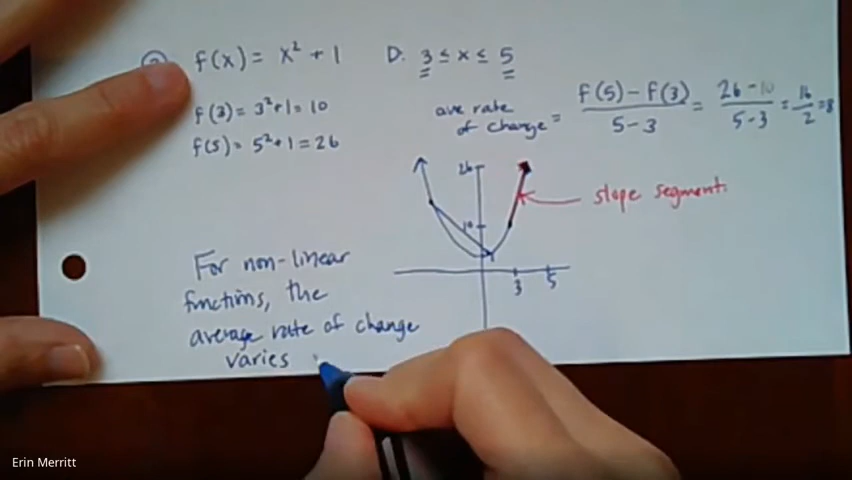 ② f(x) = x² + 1 D: 3 ≤ x ≤ 5
f(3) = 3²+1 = 10
f(5) = 5²+1 = 26
ave rate of change = f(5) - f(3) / 5-3 = 26-10 / 5-3 = 16/2 = 8
26
10
3 5
slope segment
For non-linear
functions, the
average rate of change
varies
Erin Merritt